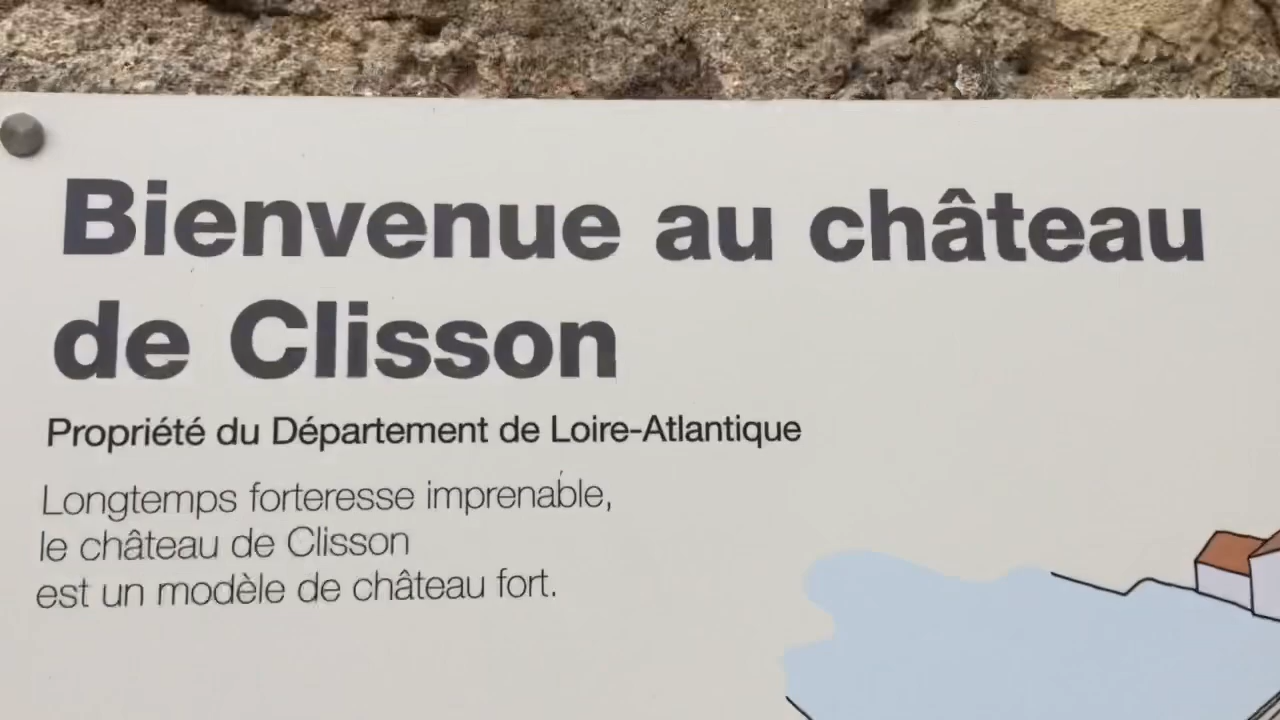 Bienvenue au château
de Clisson
Propriété du Département de Loire-Atlantique
Longtemps forteresse imprenable,
le château de Clisson
est un modèle de château fort.